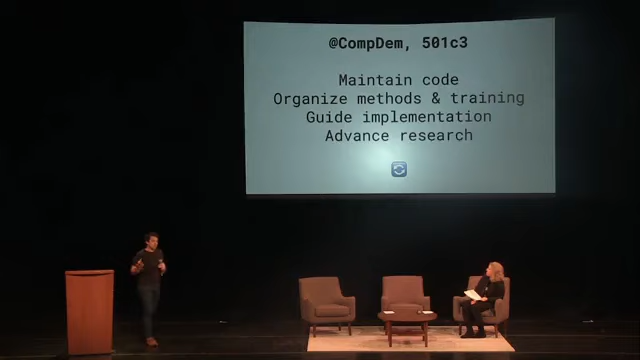 @CompDem, 501c3
Maintain code
Organize methods & training
Guide implementation
Advance research